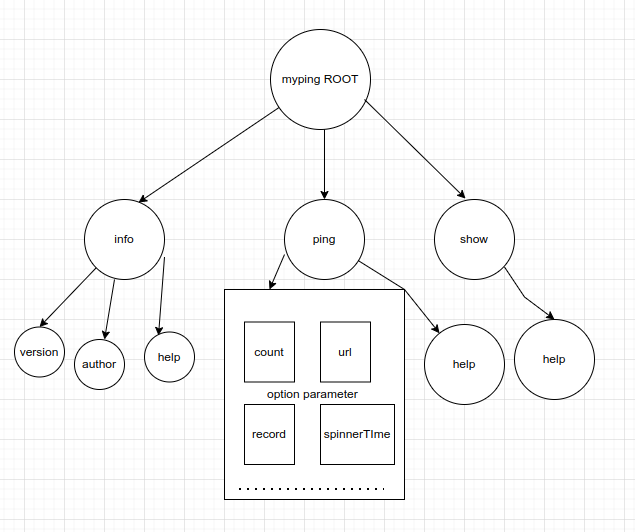 myping ROOT
info
ping
show
version
author
help
count
url
option parameter
record
spinnerTIme
help
help